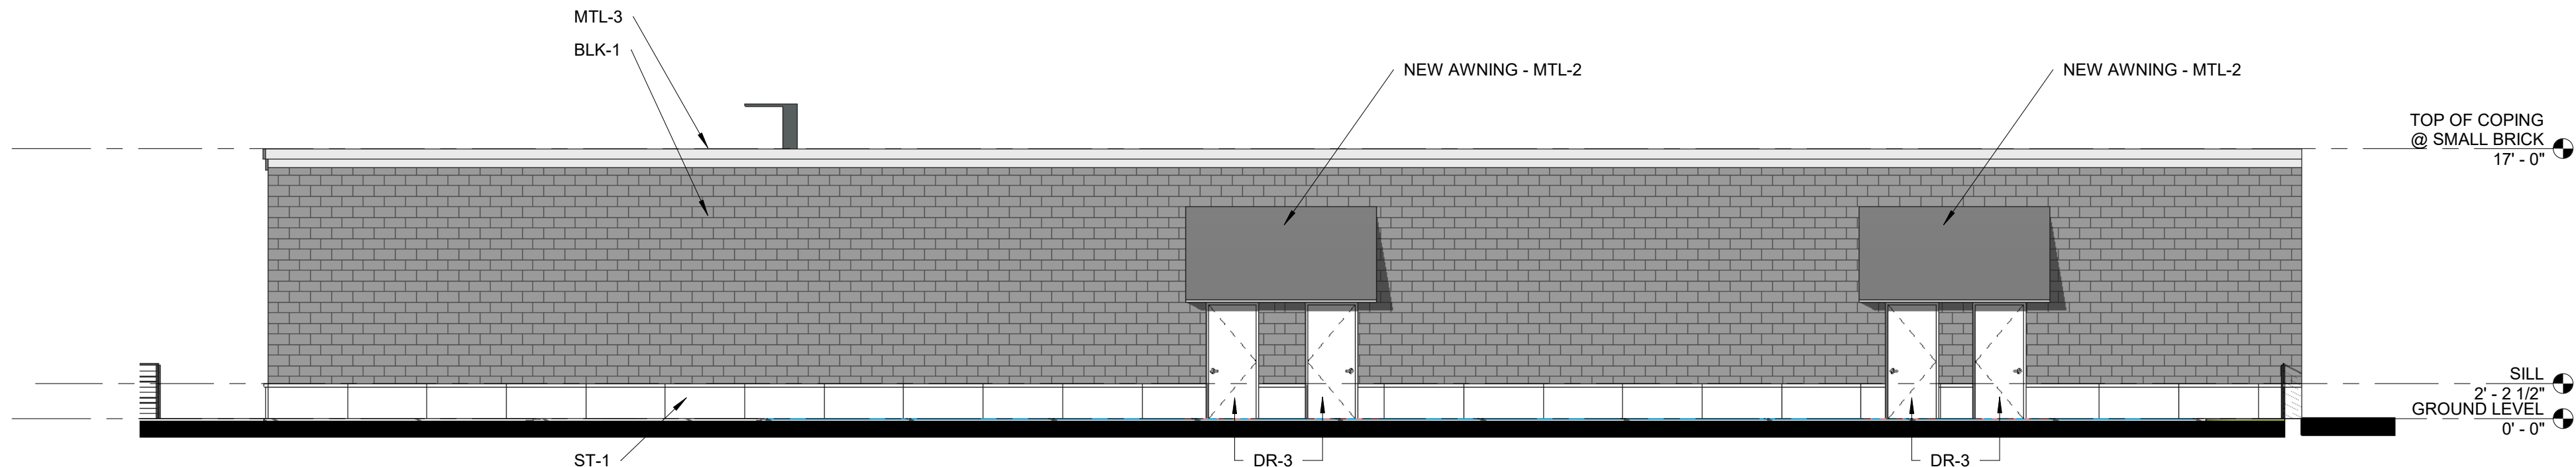 MTL-3
BLK-1
NEW AWNING - MTL-2
NEW AWNING - MTL-2
TOP OF COPING
@ SMALL BRICK
17' - 0"
SILL
2' - 2 1/2"
GROUND LEVEL
0' - 0"
ST-1
DR-3
DR-3